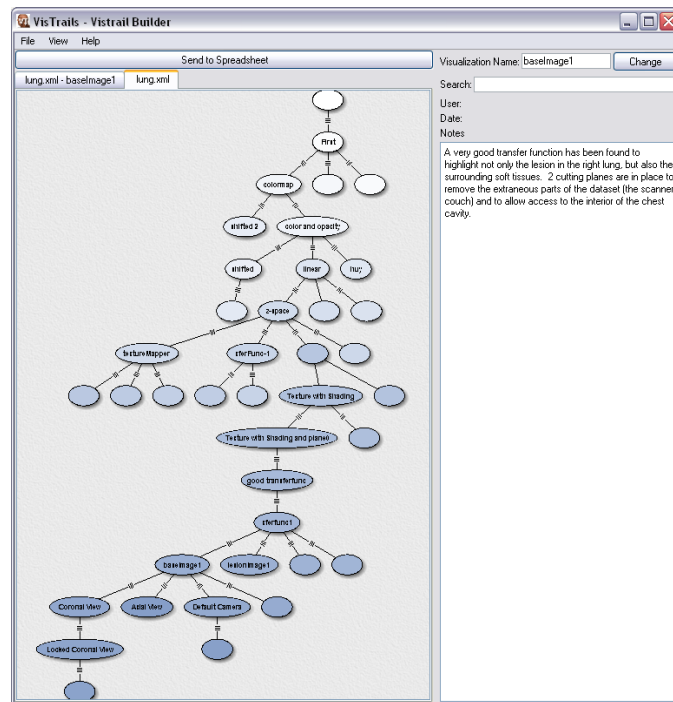 VisTrails - Vistrail Builder
File View Help
Send to Spreadsheet
Visualization Name: baseImage1 Change
lung.xml - baseImage1 lung.xml
Search:
User:
Date:
Notes
A very good transfer function has been found to
highlight not only the lesion in the right lung, but also the
surrounding soft tissues. 2 cutting planes are in place to
remove the extraneous parts of the dataset (the scanner
couch) and to allow access to the interior of the chest
cavity.
First
colormap
shifted 2 color and opacity
shifted linear huy
z-space
textureMapper sferFunc-1
Texture with Shading
Texture with Shading and plane0
good transferfunc
sferfunc1
baseImage1 lesionImage1
Coronal View Axial View Default Camera
Locked Coronal View